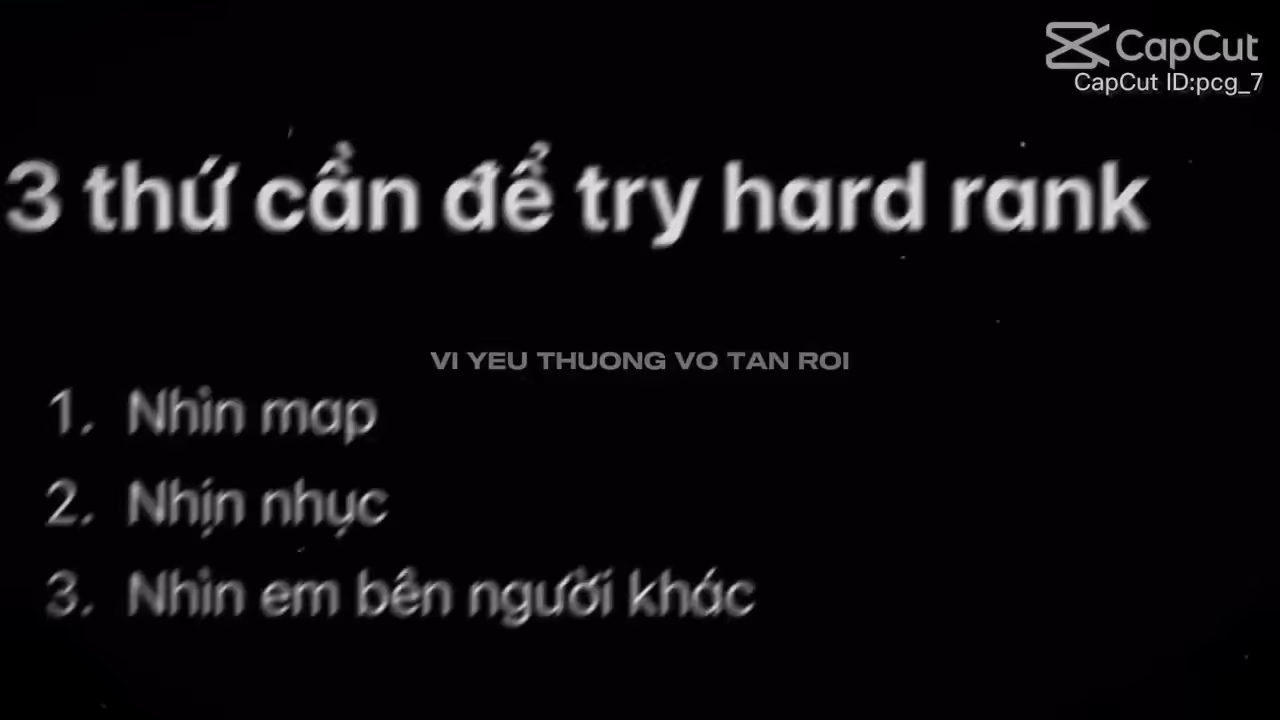 CapCut
CapCut ID:pcg_7
3 thứ cần để try hard rank
VI YEU THUONG VO TAN ROI
1. Nhìn map
2. Nhịn nhục
3. Nhìn em bên người khác